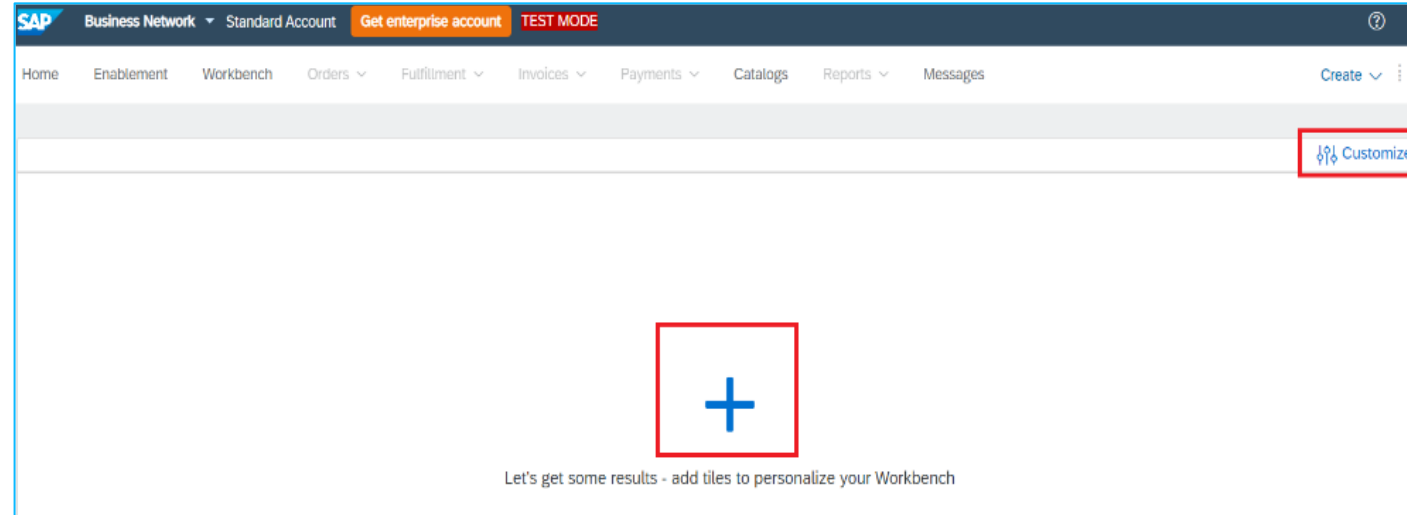 SAP Business Network Standard Account Get enterprise account TEST MODE
Home Enablement Workbench Orders Fulfillment Invoices Payments Catalogs Reports Messages Create
Customize
Let's get some results - add tiles to personalize your Workbench